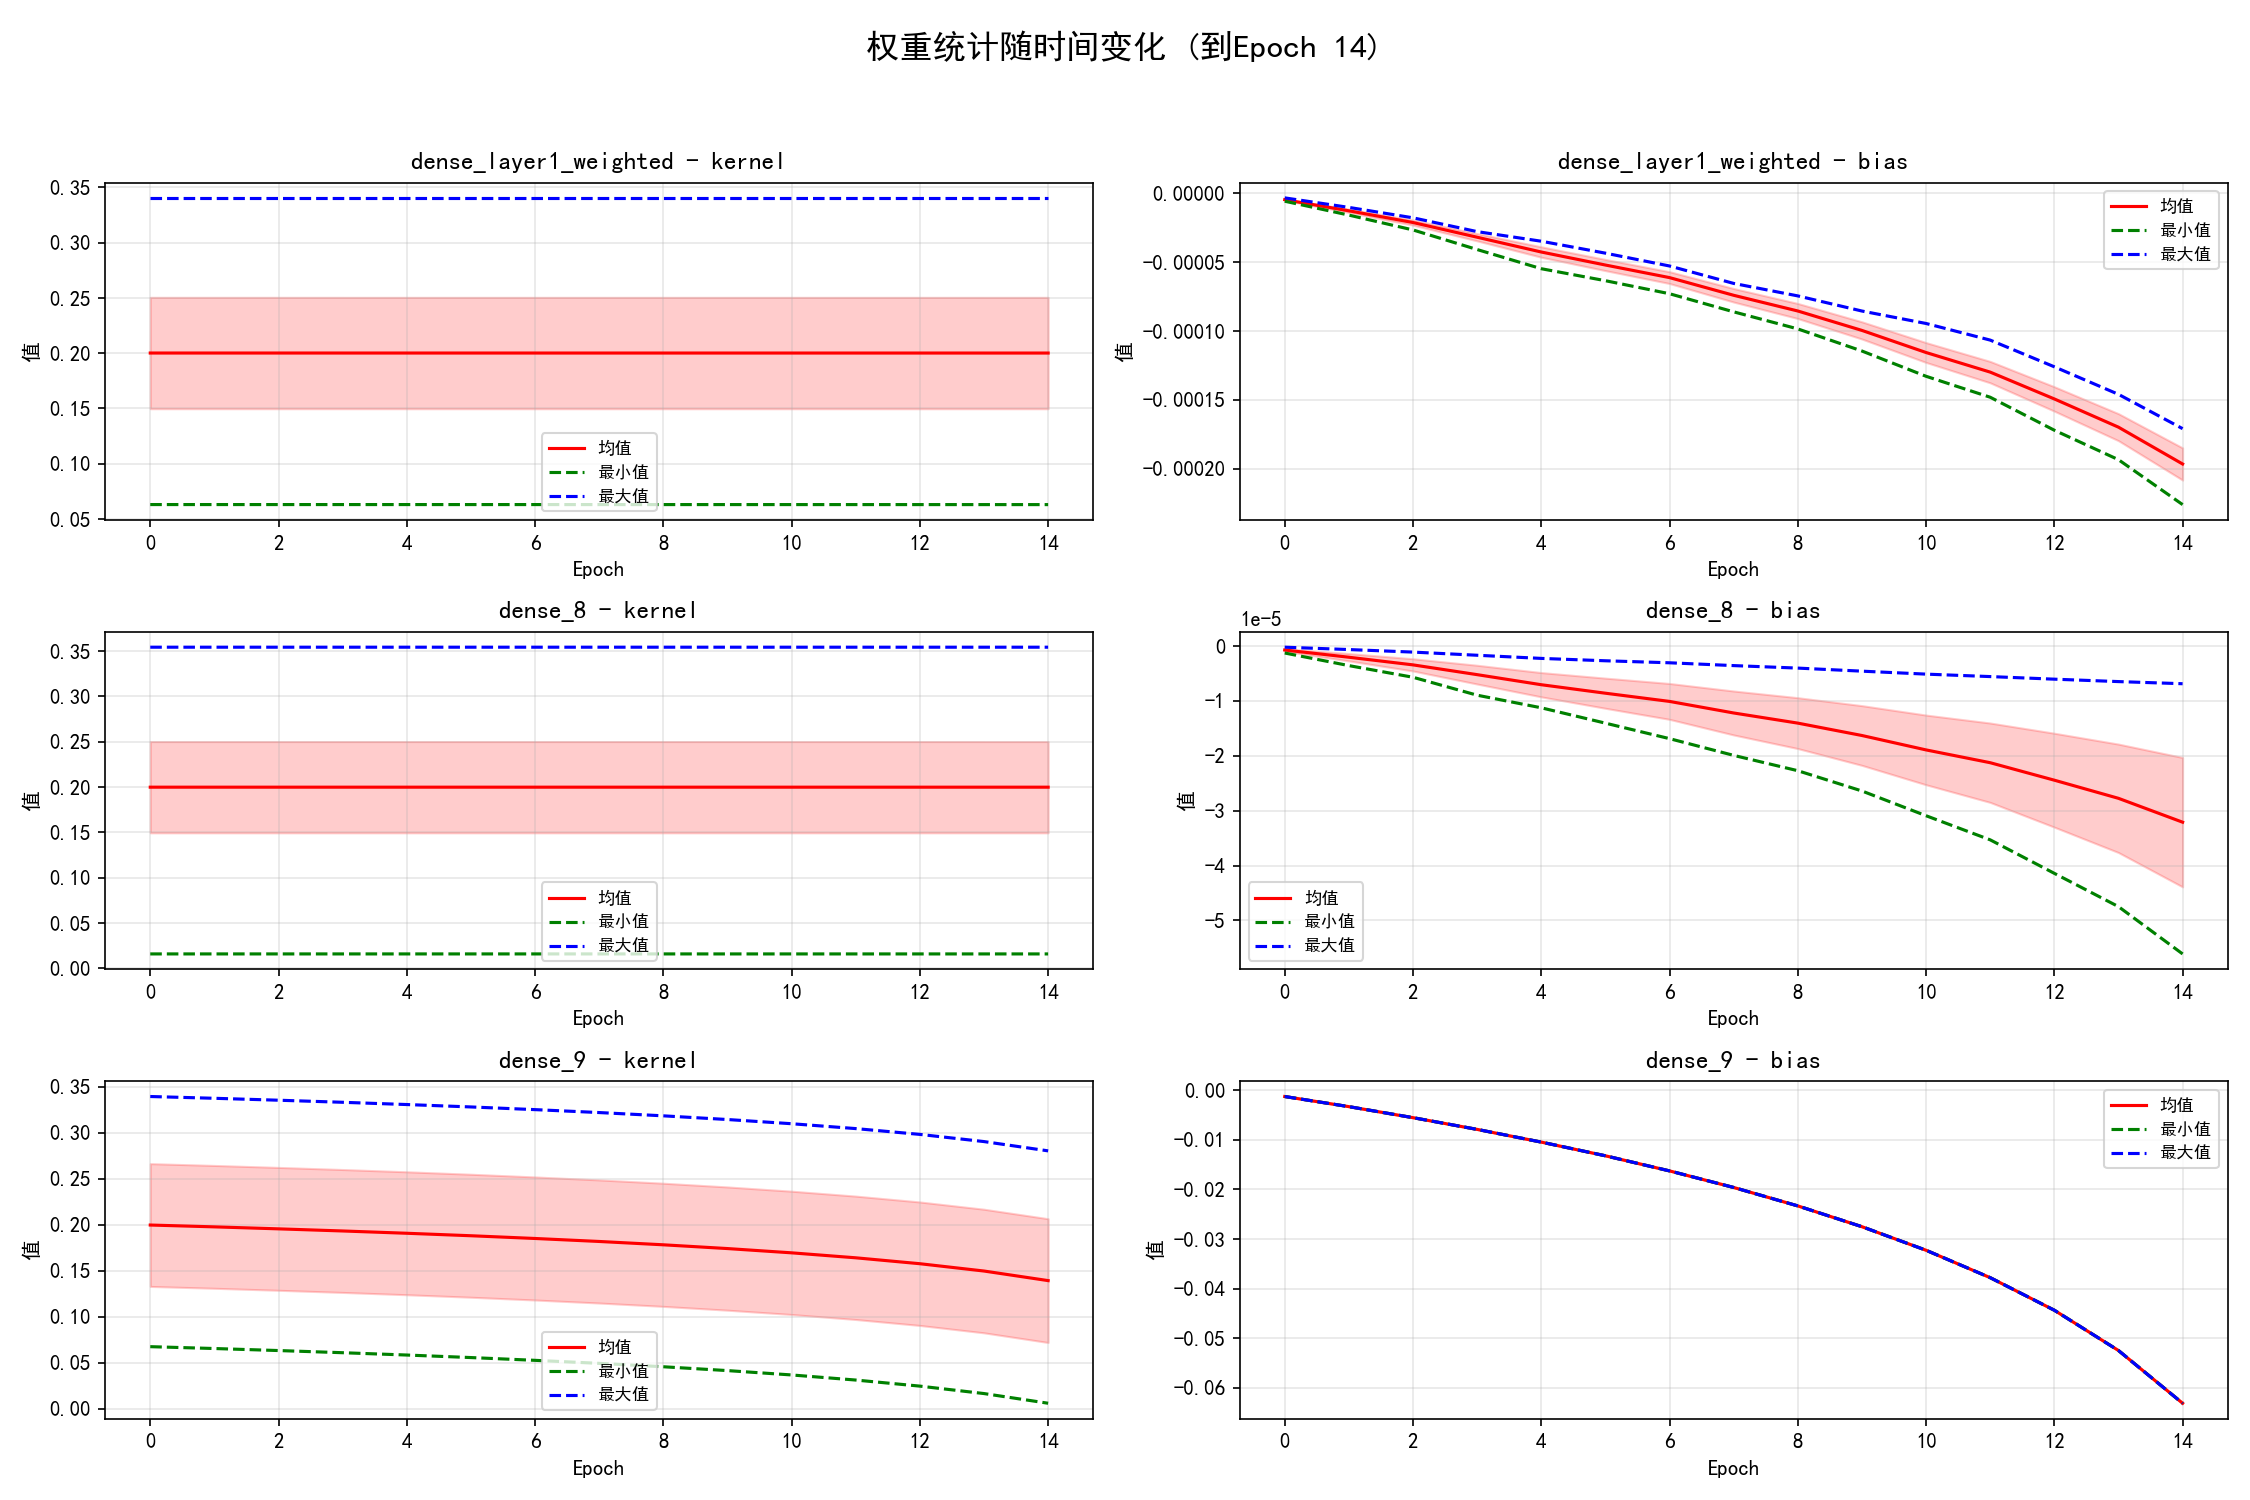 权重统计随时间变化 (到Epoch 14)
dense_layer1_weighted - kernel
值
0.35
0.30
0.25
0.20
0.15
0.10
0.05
均值
最小值
最大值
0 2 4 6 8 10 12 14
Epoch
dense_layer1_weighted - bias
值
0.00000
-0.00005
-0.00010
-0.00015
-0.00020
均值
最小值
最大值
0 2 4 6 8 10 12 14
Epoch
dense_8 - kernel
值
0.35
0.30
0.25
0.20
0.15
0.10
0.05
0.00
均值
最小值
最大值
0 2 4 6 8 10 12 14
Epoch
dense_8 - bias
1e-5
值
0
-1
-2
-3
-4
-5
均值
最小值
最大值
0 2 4 6 8 10 12 14
Epoch
dense_9 - kernel
值
0.35
0.30
0.25
0.20
0.15
0.10
0.05
0.00
均值
最小值
最大值
0 2 4 6 8 10 12 14
Epoch
dense_9 - bias
值
0.00
-0.01
-0.02
-0.03
-0.04
-0.05
-0.06
均值
最小值
最大值
0 2 4 6 8 10 12 14
Epoch